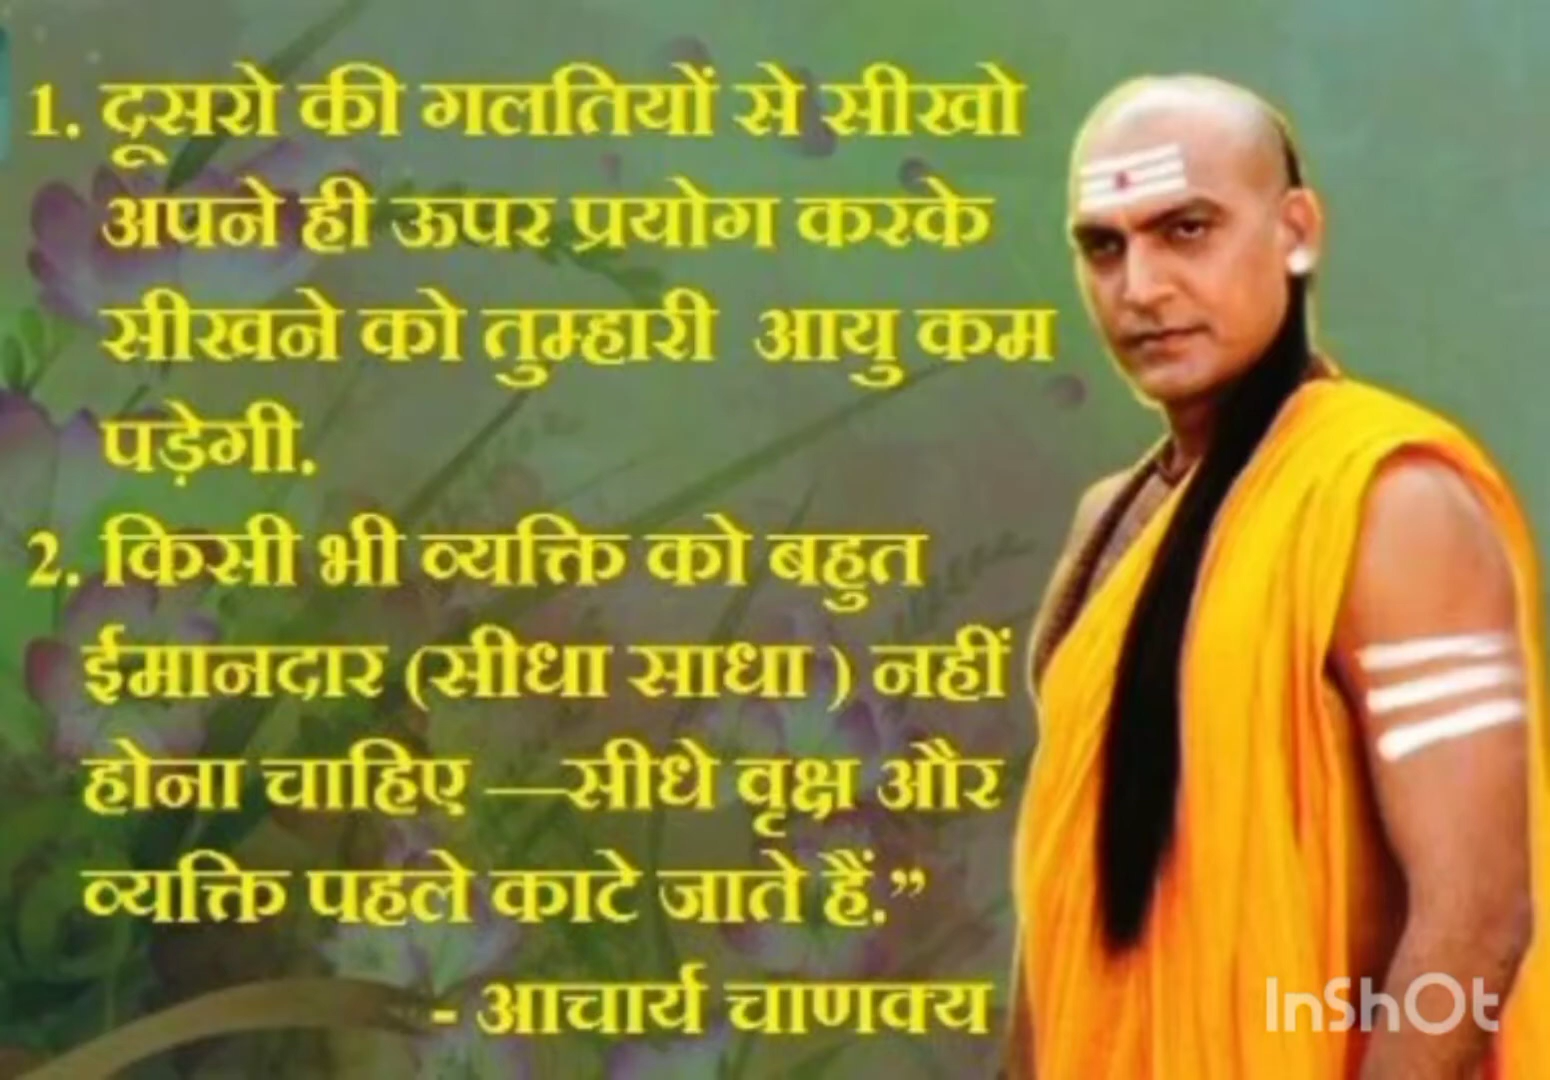 1. दूसरो की गलतियों से सीखो
अपने ही ऊपर प्रयोग करके
सीखने को तुम्हारी आयु कम
पड़ेगी.
2. किसी भी व्यक्ति को बहुत
ईमानदार (सीधा साधा ) नहीं
होना चाहिए —सीधे वृक्ष और
व्यक्ति पहले काटे जाते हैं.”
- आचार्य चाणक्य
InShOt